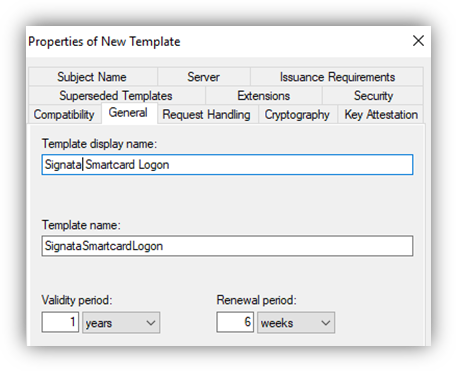 Properties of New Template
Subject Name Server Issuance Requirements
Superseded Templates Extensions Security
Compatibility General Request Handling Cryptography Key Attestation
Template display name:
Signata Smartcard Logon
Template name:
SignataSmartcardLogon
Validity period: Renewal period:
1 years 6 weeks